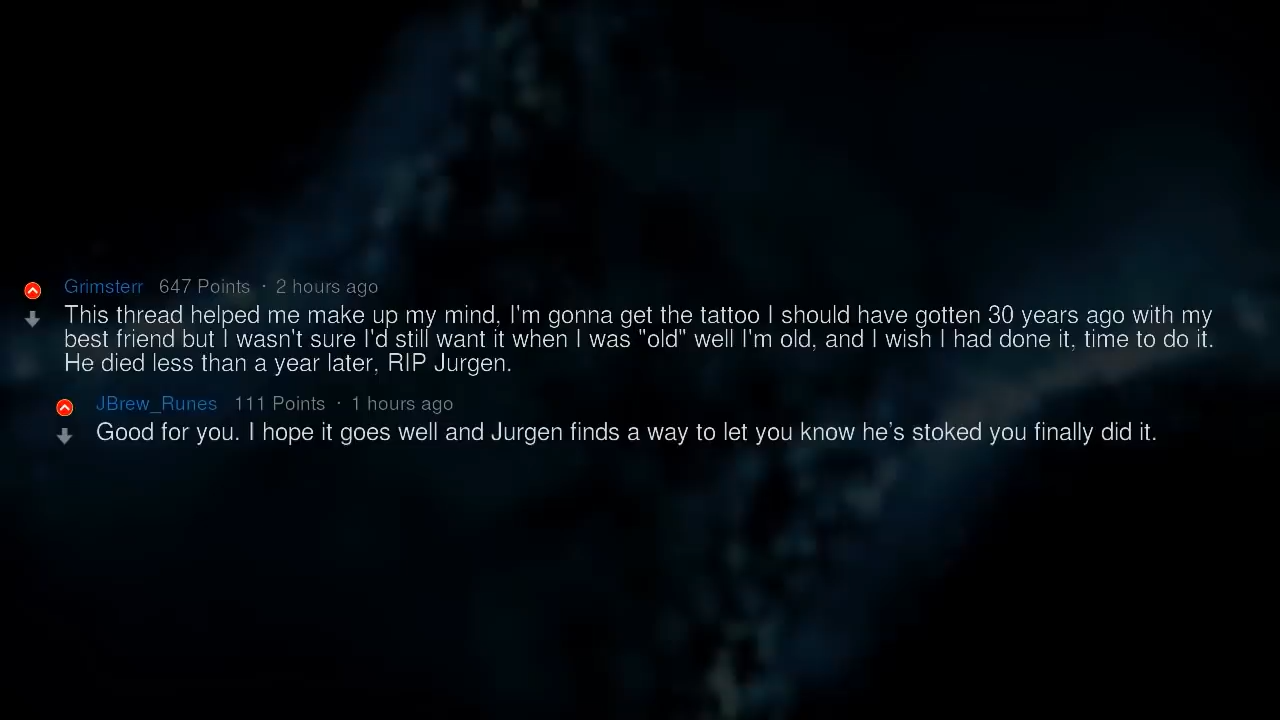 Grimsterr 647 Points · 2 hours ago
This thread helped me make up my mind, I'm gonna get the tattoo I should have gotten 30 years ago with my
best friend but I wasn't sure I'd still want it when I was "old" well I'm old, and I wish I had done it, time to do it.
He died less than a year later, RIP Jurgen.
JBrew_Runes 111 Points · 1 hours ago
Good for you. I hope it goes well and Jurgen finds a way to let you know he’s stoked you finally did it.